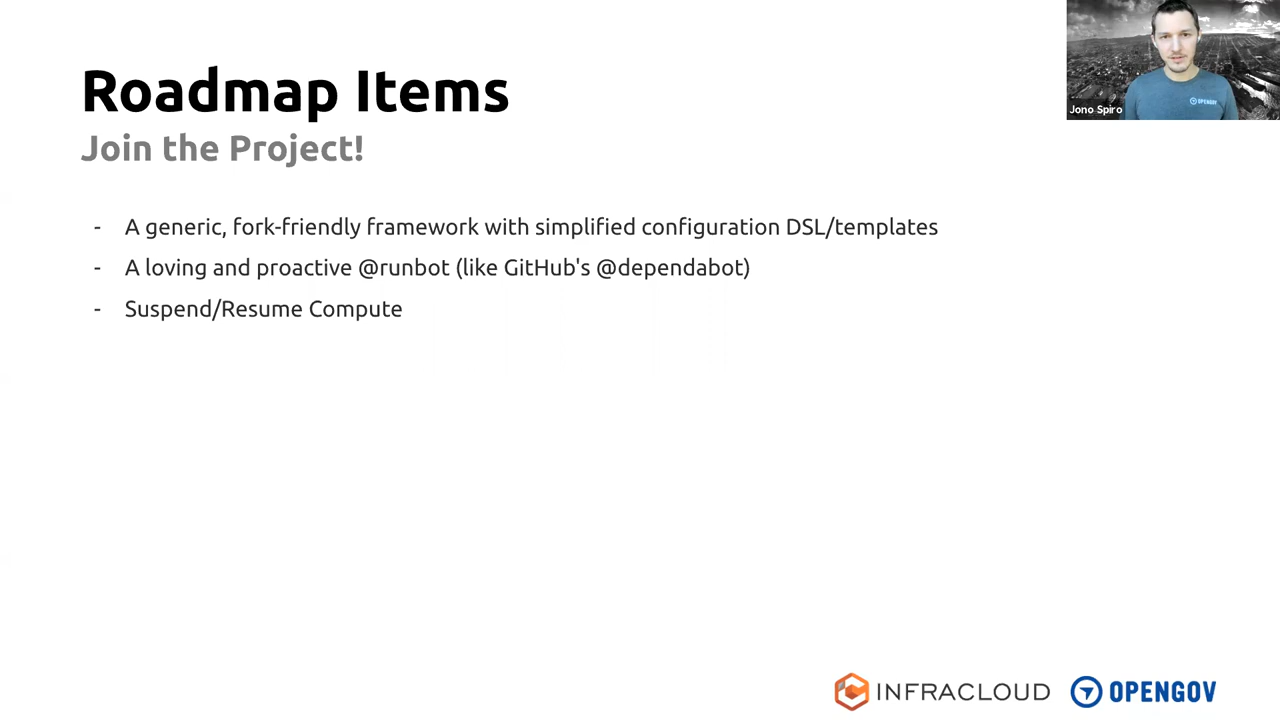 Roadmap Items
Join the Project!
- A generic, fork-friendly framework with simplified configuration DSL/templates
- A loving and proactive @runbot (like GitHub's @dependabot)
- Suspend/Resume Compute
Jono Spiro
OPENGOV
INFRACLOUD
OPENGOV